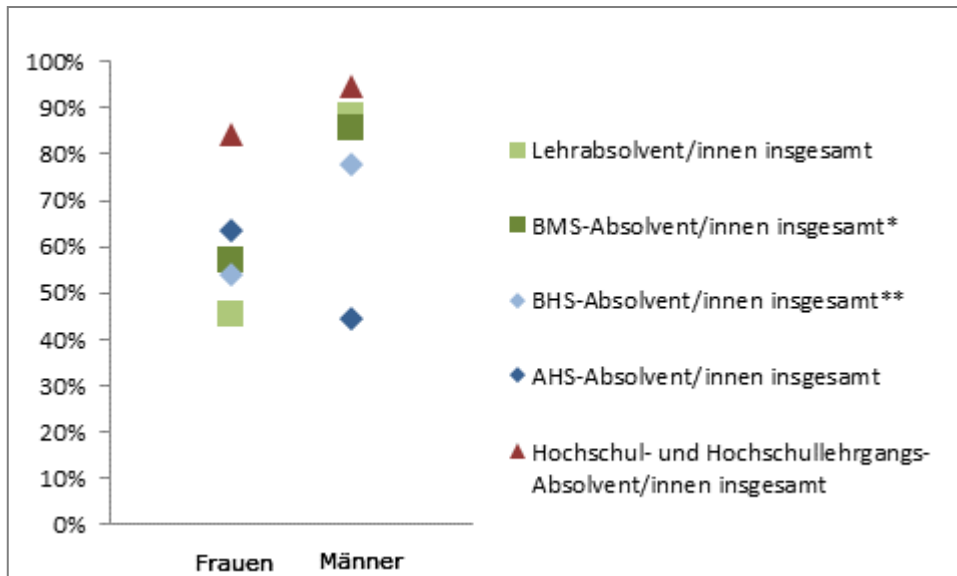 100%
90%
80%
70%
60%
50%
40%
30%
20%
10%
0%
Frauen Männer
Lehrabsolvent/innen insgesamt
BMS-Absolvent/innen insgesamt*
BHS-Absolvent/innen insgesamt**
AHS-Absolvent/innen insgesamt
Hochschul- und Hochschullehrgangs-
Absolvent/innen insgesamt